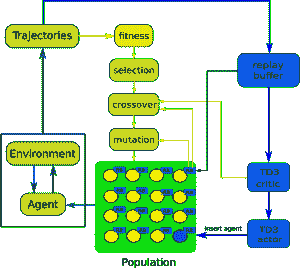 Trajectories
fitness
replay
buffer
selection
crossover
mutation
Environment
Agent
TD3
critic
TD3
actor
insert agent
Population